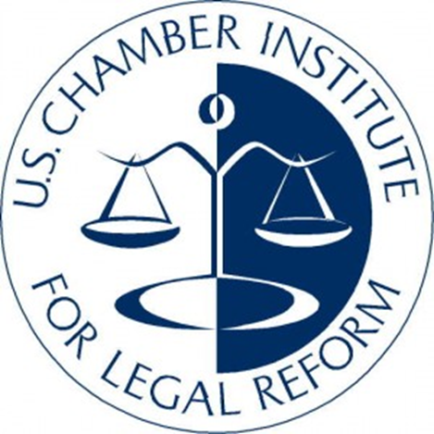 U.S. CHAMBER INSTITUTE
FOR LEGAL REFORM